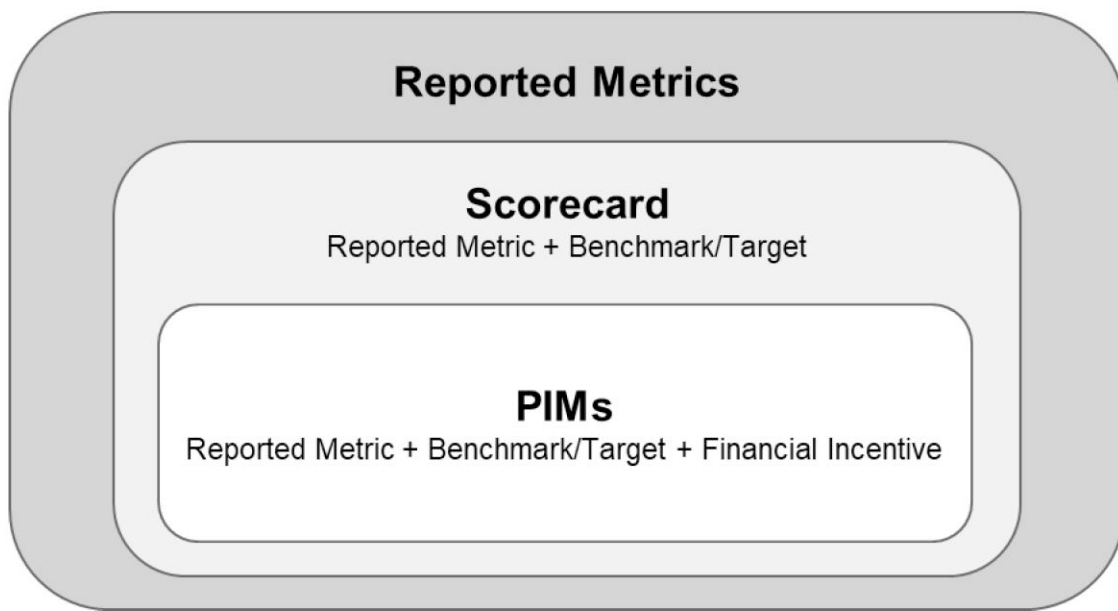 Reported Metrics
Scorecard
Reported Metric + Benchmark/Target
PIMs
Reported Metric + Benchmark/Target + Financial Incentive